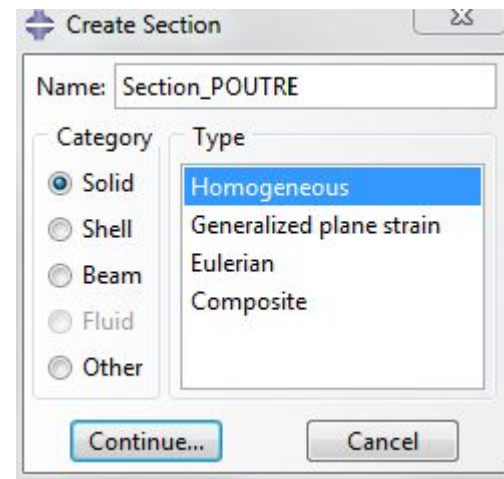 Create Section
Name: Section_POUTRE
Category
Type
Solid
Shell
Beam
Fluid
Other
Homogeneous
Generalized plane strain
Eulerian
Composite
Continue...
Cancel